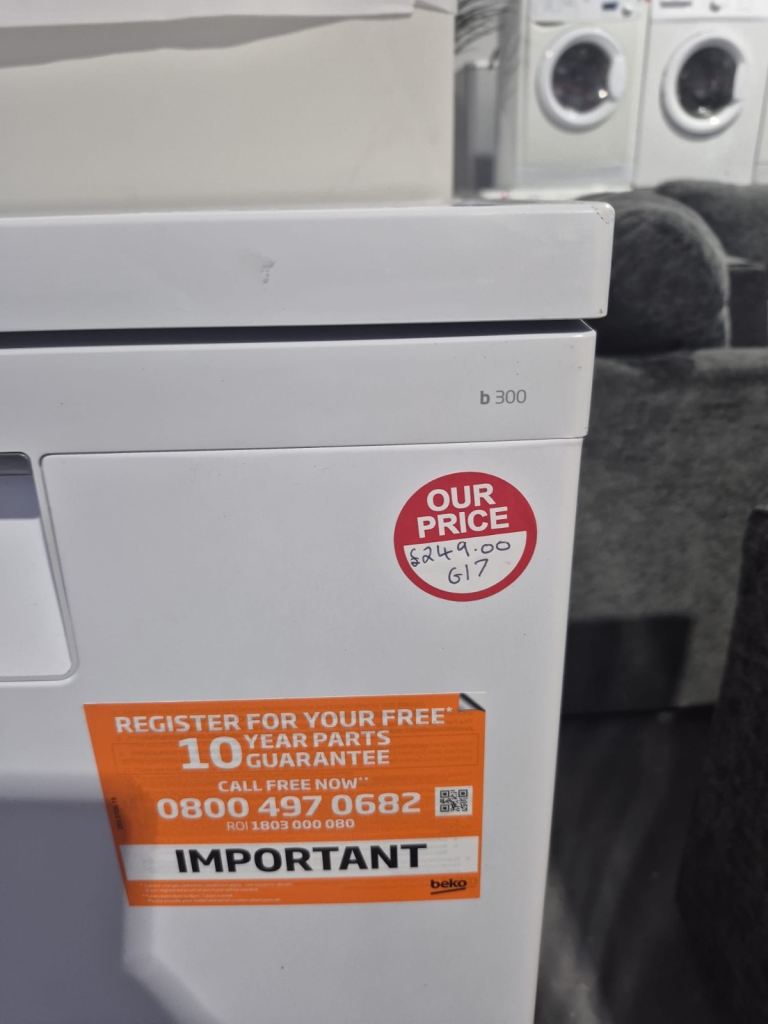 b 300
OUR
PRICE
£249.00
G17
REGISTER FOR YOUR FREE*
10 YEAR PARTS
GUARANTEE
CALL FREE NOW**
0800 497 0682
ROI 1803 000 080
IMPORTANT
beko